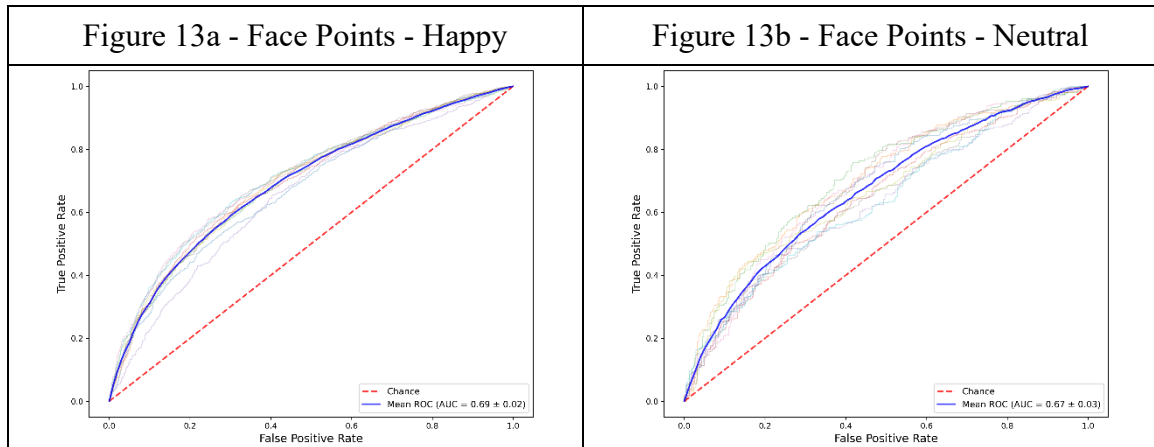 Figure 13a - Face Points - Happy
Figure 13b - Face Points - Neutral
1.0
0.8
0.6
0.4
0.2
0.0
True Positive Rate
0.0 0.2 0.4 0.6 0.8 1.0
False Positive Rate
Chance
Mean ROC (AUC = 0.69 ± 0.02)
1.0
0.8
0.6
0.4
0.2
0.0
True Positive Rate
0.0 0.2 0.4 0.6 0.8 1.0
False Positive Rate
Chance
Mean ROC (AUC = 0.67 ± 0.03)